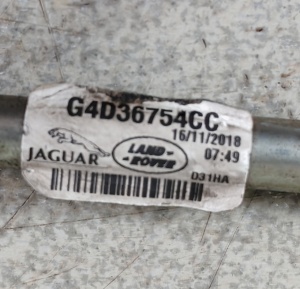 G4D36754CC
16/11/2018
07:49
JAGUAR
LAND-
-ROVER
D31HA